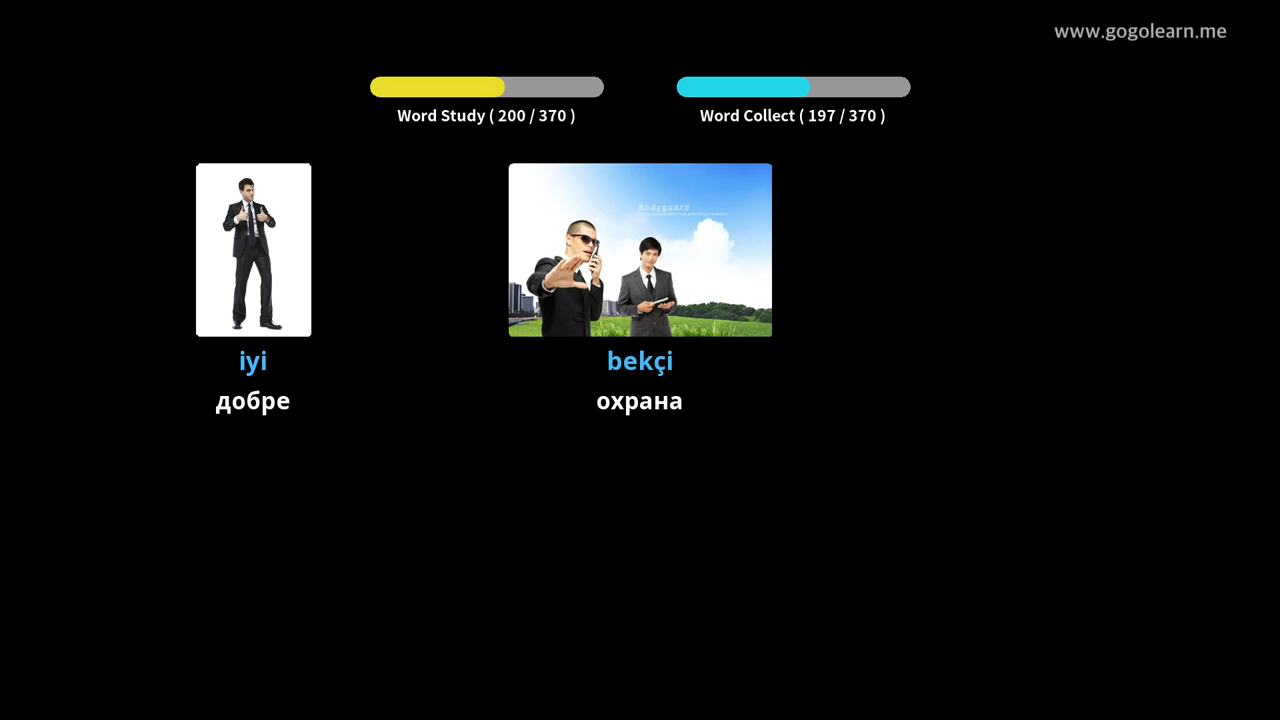 www.gogolearn.me
Word Study ( 200 / 370 )
Word Collect ( 197 / 370 )
Bodyguard
iyi
bekçi
добре
охрана